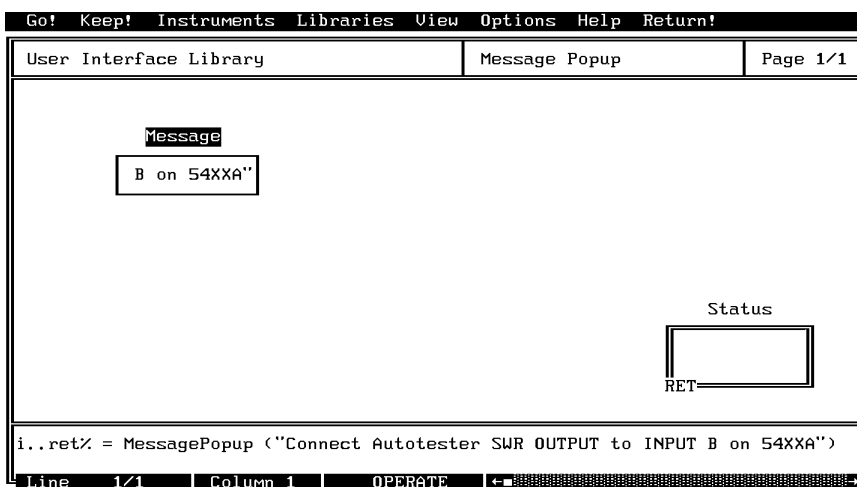 Go! Keep! Instruments Libraries View Options Help Return!
User Interface Library Message Popup Page 1/1
Message
B on 54XXA"
Status
RET
i..ret% = MessagePopup ("Connect Autotester SWR OUTPUT to INPUT B on 54XXA")
Line 1/1 Column 1 OPERATE